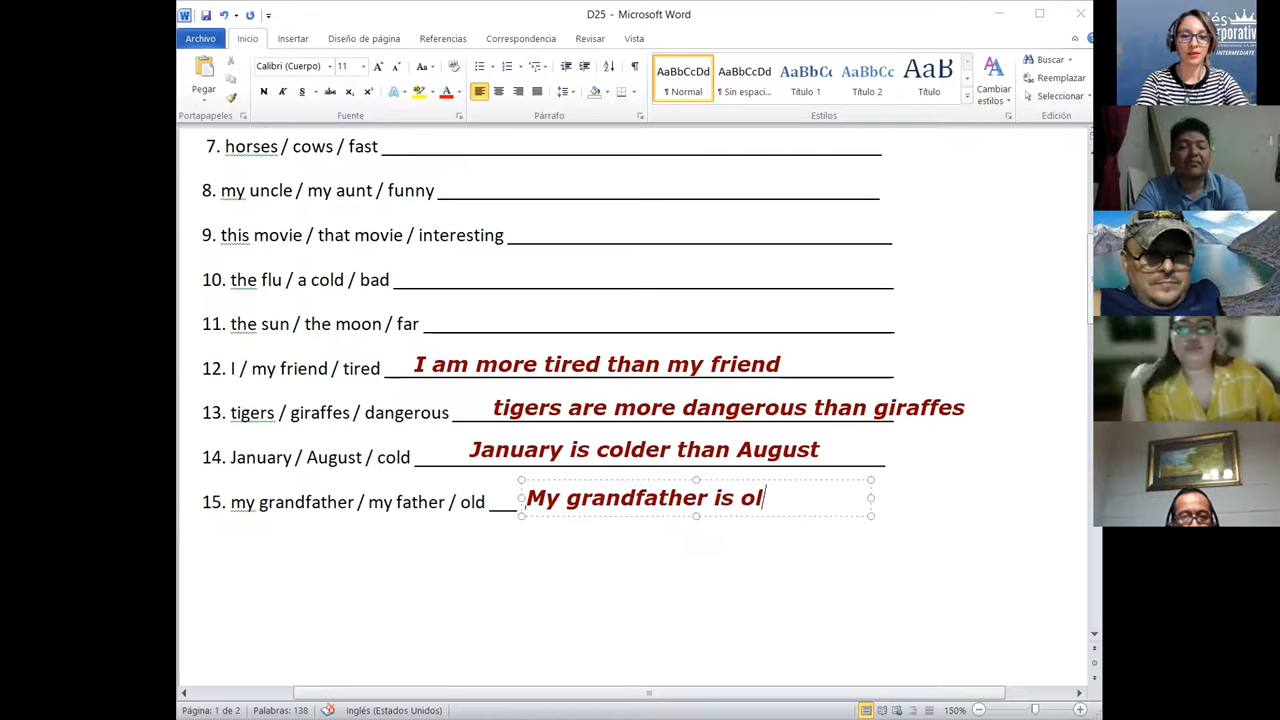 D25 - Microsoft Word
Archivo Inicio Insertar Diseño de página Referencias Correspondencia Revisar Vista
Pegar
Calibri (Cuerpo) 11
AaBbCcDd AaBbCcDd AaBbCc AaBbCc AaB
¶ Normal ¶ Sin espaci... Título 1 Título 2 Título
Cambiar estilos
Buscar
Reemplazar
Seleccionar
Portapapeles Fuente Párrafo Estilos Edición
7. horses / cows / fast
8. my uncle / my aunt / funny
9. this movie / that movie / interesting
10. the flu / a cold / bad
11. the sun / the moon / far
12. I / my friend / tired I am more tired than my friend
13. tigers / giraffes / dangerous tigers are more dangerous than giraffes
14. January / August / cold January is colder than August
15. my grandfather / my father / old My grandfather is ol
Página: 1 de 2 Palabras: 138 Inglés (Estados Unidos) 150%
INTERMEDIATE